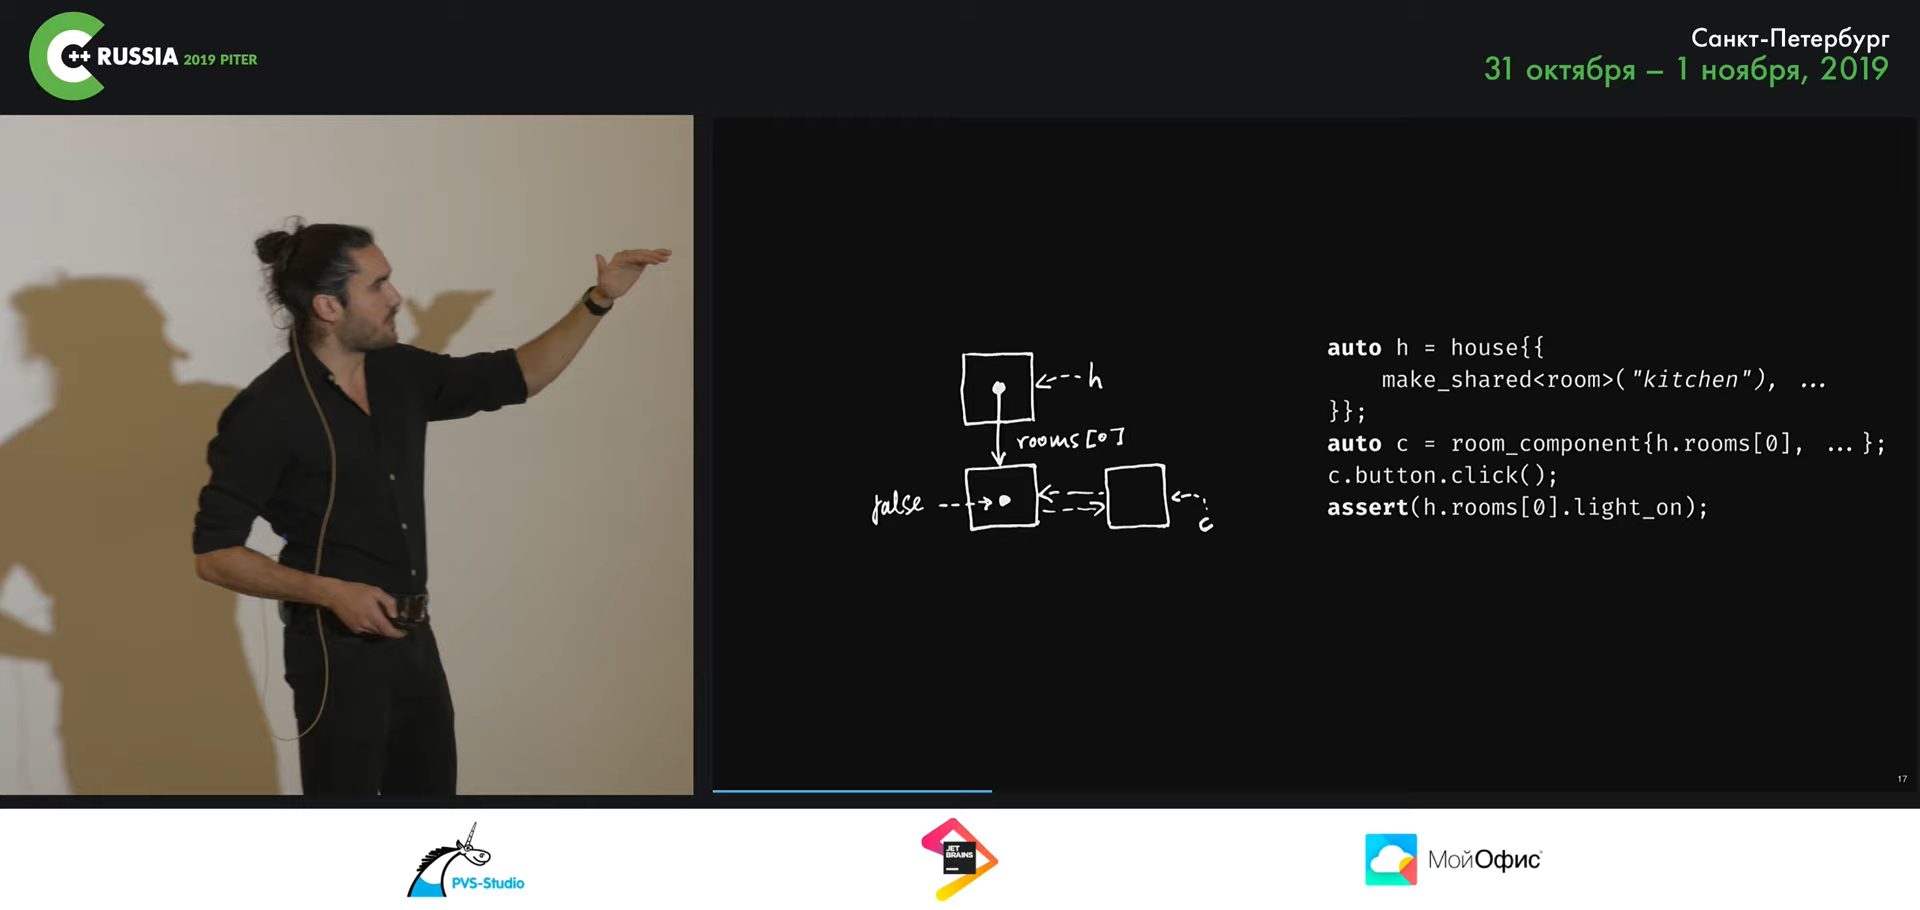 C++ RUSSIA 2019 PITER
Санкт-Петербург
31 октября – 1 ноября, 2019
h
rooms[0]
false
c
auto h = house{{
make_shared<room>("kitchen"), ...
}};
auto c = room_component{h.rooms[0], ...};
c.button.click();
assert(h.rooms[0].light_on);
17
PVS-Studio
JET
BRAINS
МойОфис